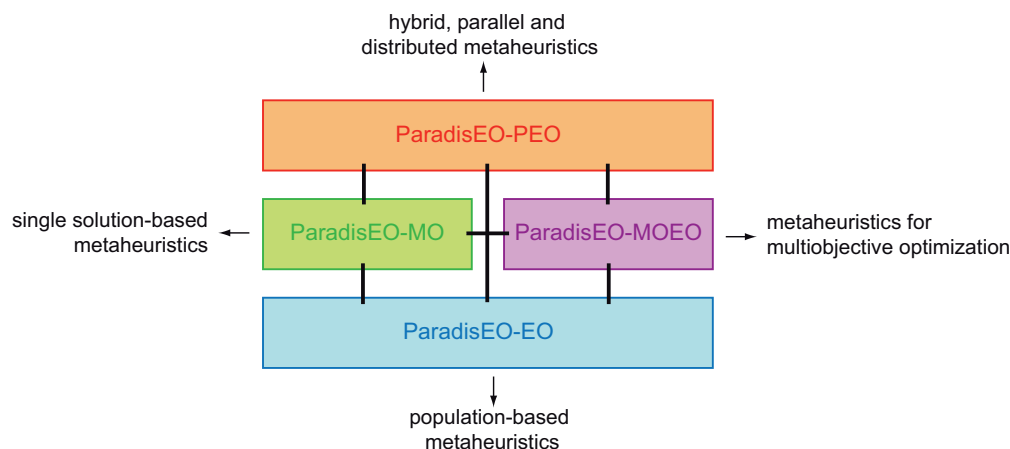 hybrid, parallel and
distributed metaheuristics
ParadisEO-PEO
single solution-based
metaheuristics
ParadisEO-MO
ParadisEO-MOEO
metaheuristics for
multiobjective optimization
ParadisEO-EO
population-based
metaheuristics